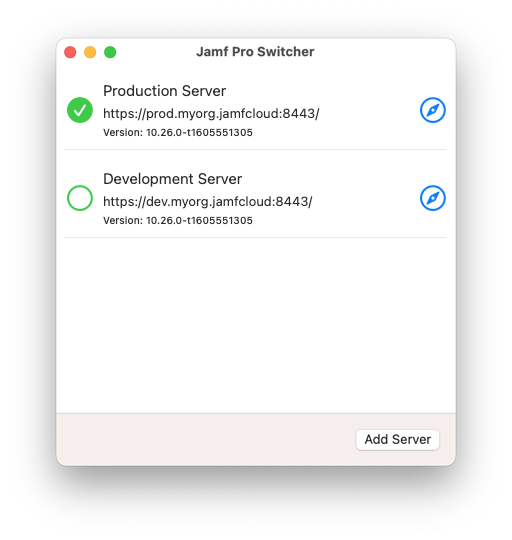 Jamf Pro Switcher
Production Server
https://prod.myorg.jamfcloud:8443/
Version: 10.26.0-t1605551305
Development Server
https://dev.myorg.jamfcloud:8443/
Version: 10.26.0-t1605551305
Add Server